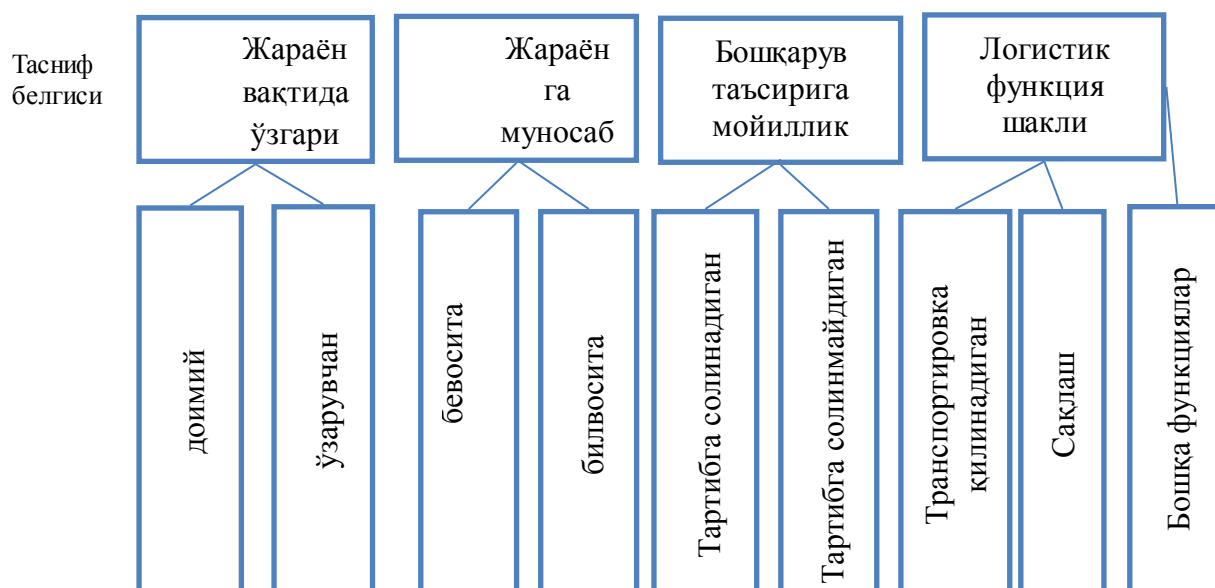 Тасниф
белгиси
Жараён
вақтида
ўзгари
Жараён
га
муносаб
Бошқарув
таъсирига
мойиллик
Логистик
функция
шакли
доимий
ўзарувчан
бевосита
билвосита
Тартибга солинадиган
Тартибга солинмайдиган
Транспортировка
қилинадиган
Сақлаш
Бошқа функциялар